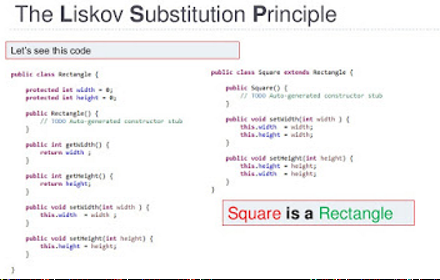 The Liskov Substitution Principle
Let's see this code
public class Rectangle {
protected int width = 0;
protected int height = 0;
public Rectangle() {
// TODO Auto-generated constructor stub
}
public int getWidth() {
return width ;
}
public int getHeight() {
return height;
}
public void setWidth(int width ) {
this.width = width ;
}
public void setHeight(int height) {
this.height = height;
}
}
public class Square extends Rectangle {
public Square() {
// TODO Auto-generated constructor stub
}
public void setWidth(int width ) {
this.width = width;
this.height = width;
}
public void setHeight(int height) {
this.height = height;
this.width = height;
}
}
Square is a Rectangle